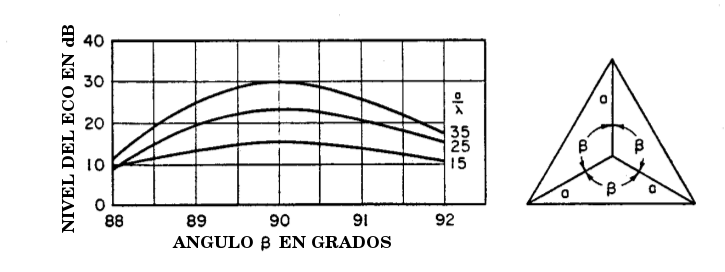 NIVEL DEL ECO EN dB
40
30
20
10
0
88 89 90 91 92
ANGULO β EN GRADOS
a/λ
35
25
15
a
β β
a β a